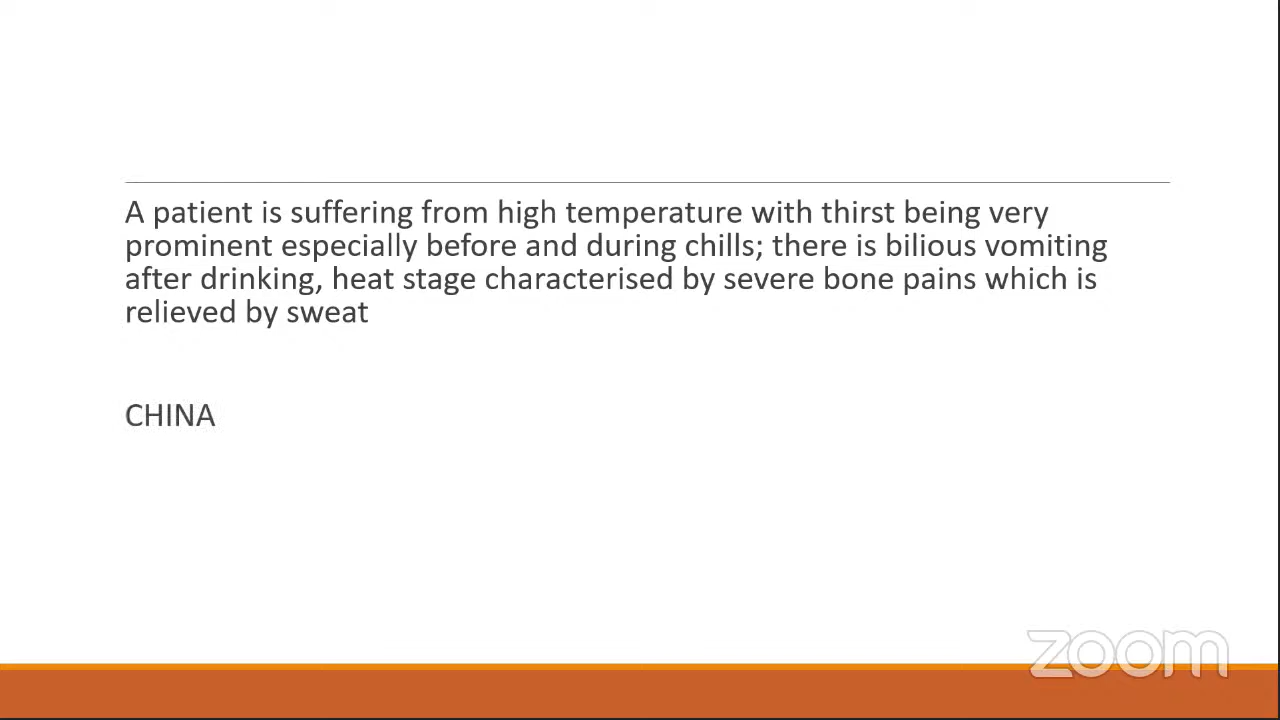 A patient is suffering from high temperature with thirst being very
prominent especially before and during chills; there is bilious vomiting
after drinking, heat stage characterised by severe bone pains which is
relieved by sweat
CHINA
zoom